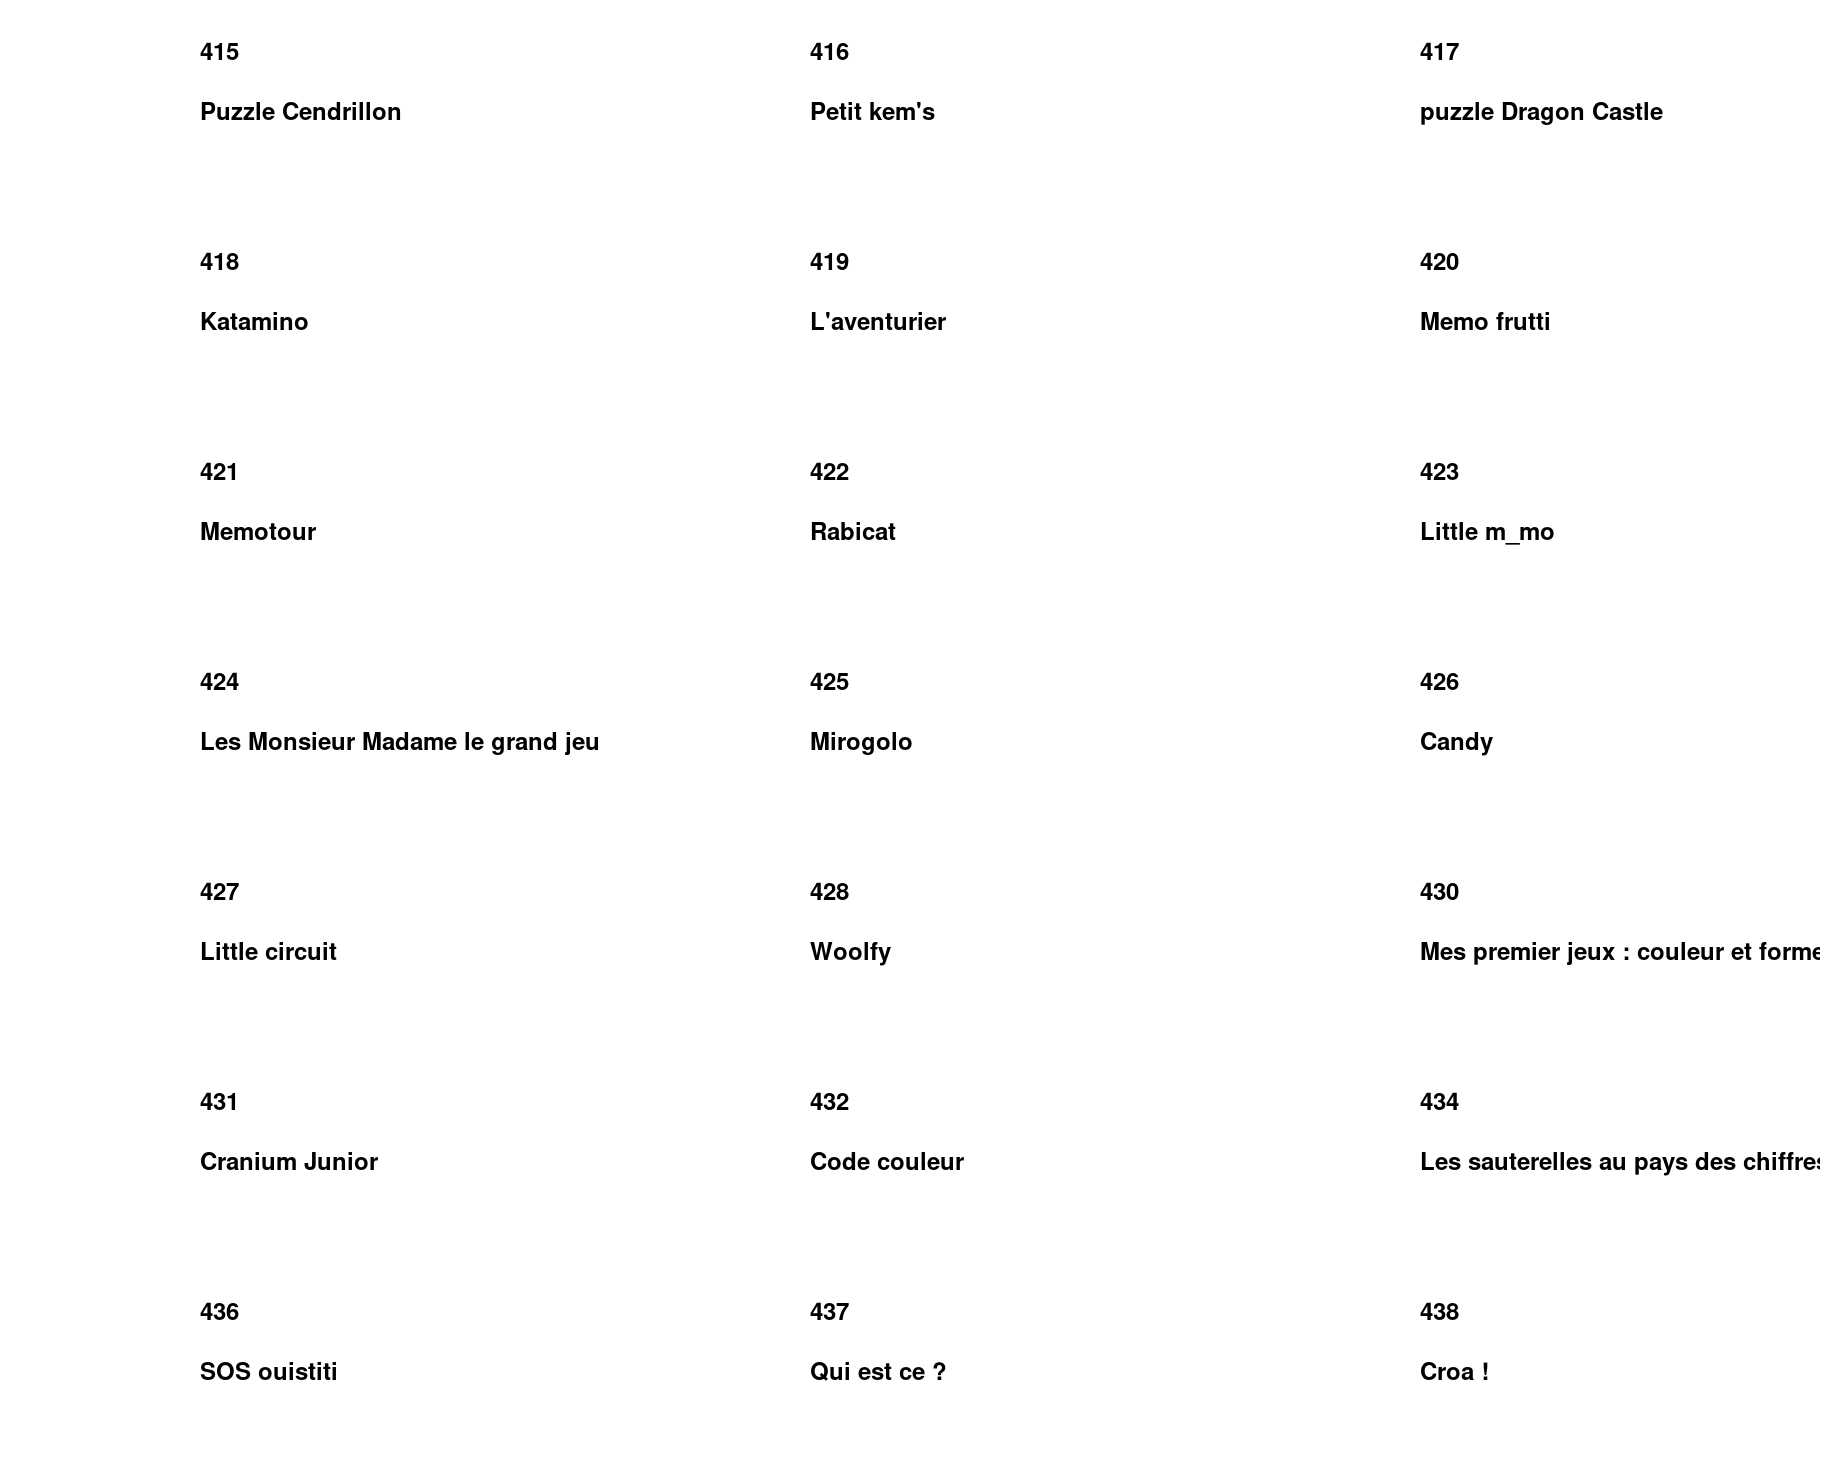 415
416
417
Puzzle Cendrillon
Petit kem's
puzzle Dragon Castle
418
419
420
Katamino
L'aventurier
Memo frutti
421
422
423
Memotour
Rabicat
Little m_mo
424
425
426
Les Monsieur Madame le grand jeu
Mirogolo
Candy
427
428
430
Little circuit
Woolfy
Mes premier jeux : couleur et forme
431
432
434
Cranium Junior
Code couleur
Les sauterelles au pays des chiffres
436
437
438
SOS ouistiti
Qui est ce ?
Croa !